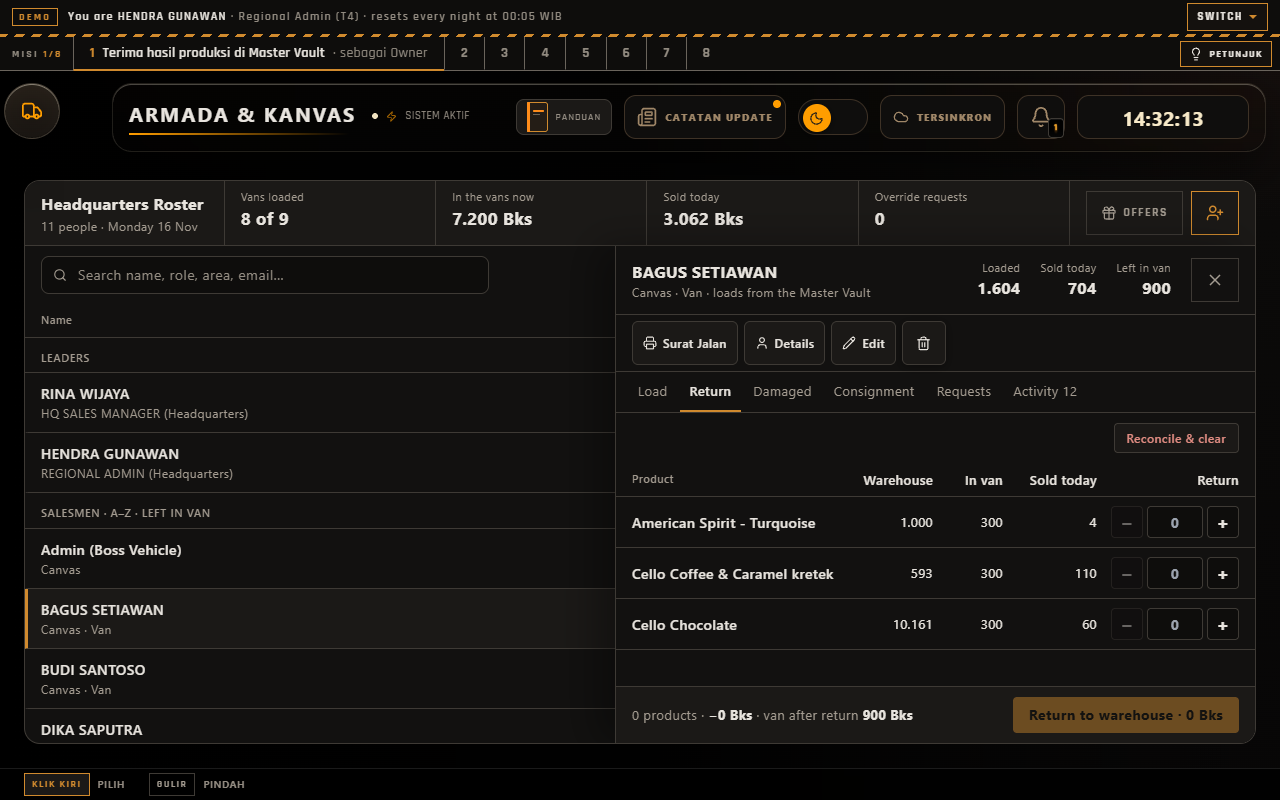 DEMO You are HENDRA GUNAWAN · Regional Admin (T4) · resets every night at 00:05 WIB SWITCH
MISI 1/8 1 Terima hasil produksi di Master Vault · sebagai Owner 2 3 4 5 6 7 8 PETUNJUK
ARMADA & KANVAS SISTEM AKTIF PANDUAN CATATAN UPDATE TERSINKRON 1 14:32:13
Headquarters Roster
11 people · Monday 16 Nov
Vans loaded
8 of 9
In the vans now
7.200 Bks
Sold today
3.062 Bks
Override requests
0
OFFERS
Search name, role, area, email...
Name
LEADERS
RINA WIJAYA
HQ SALES MANAGER (Headquarters)
HENDRA GUNAWAN
REGIONAL ADMIN (Headquarters)
SALESMEN · A–Z · LEFT IN VAN
Admin (Boss Vehicle)
Canvas
BAGUS SETIAWAN
Canvas · Van
BUDI SANTOSO
Canvas · Van
DIKA SAPUTRA
BAGUS SETIAWAN
Canvas · Van · loads from the Master Vault
Loaded
1.604
Sold today
704
Left in van
900
Surat Jalan Details Edit
Load Return Damaged Consignment Requests Activity 12
Reconcile & clear
Product Warehouse In van Sold today Return
American Spirit - Turquoise 1.000 300 4 – 0 +
Cello Coffee & Caramel kretek 593 300 110 – 0 +
Cello Chocolate 10.161 300 60 – 0 +
0 products · −0 Bks · van after return 900 Bks Return to warehouse · 0 Bks
KLIK KIRI PILIH GULIR PINDAH